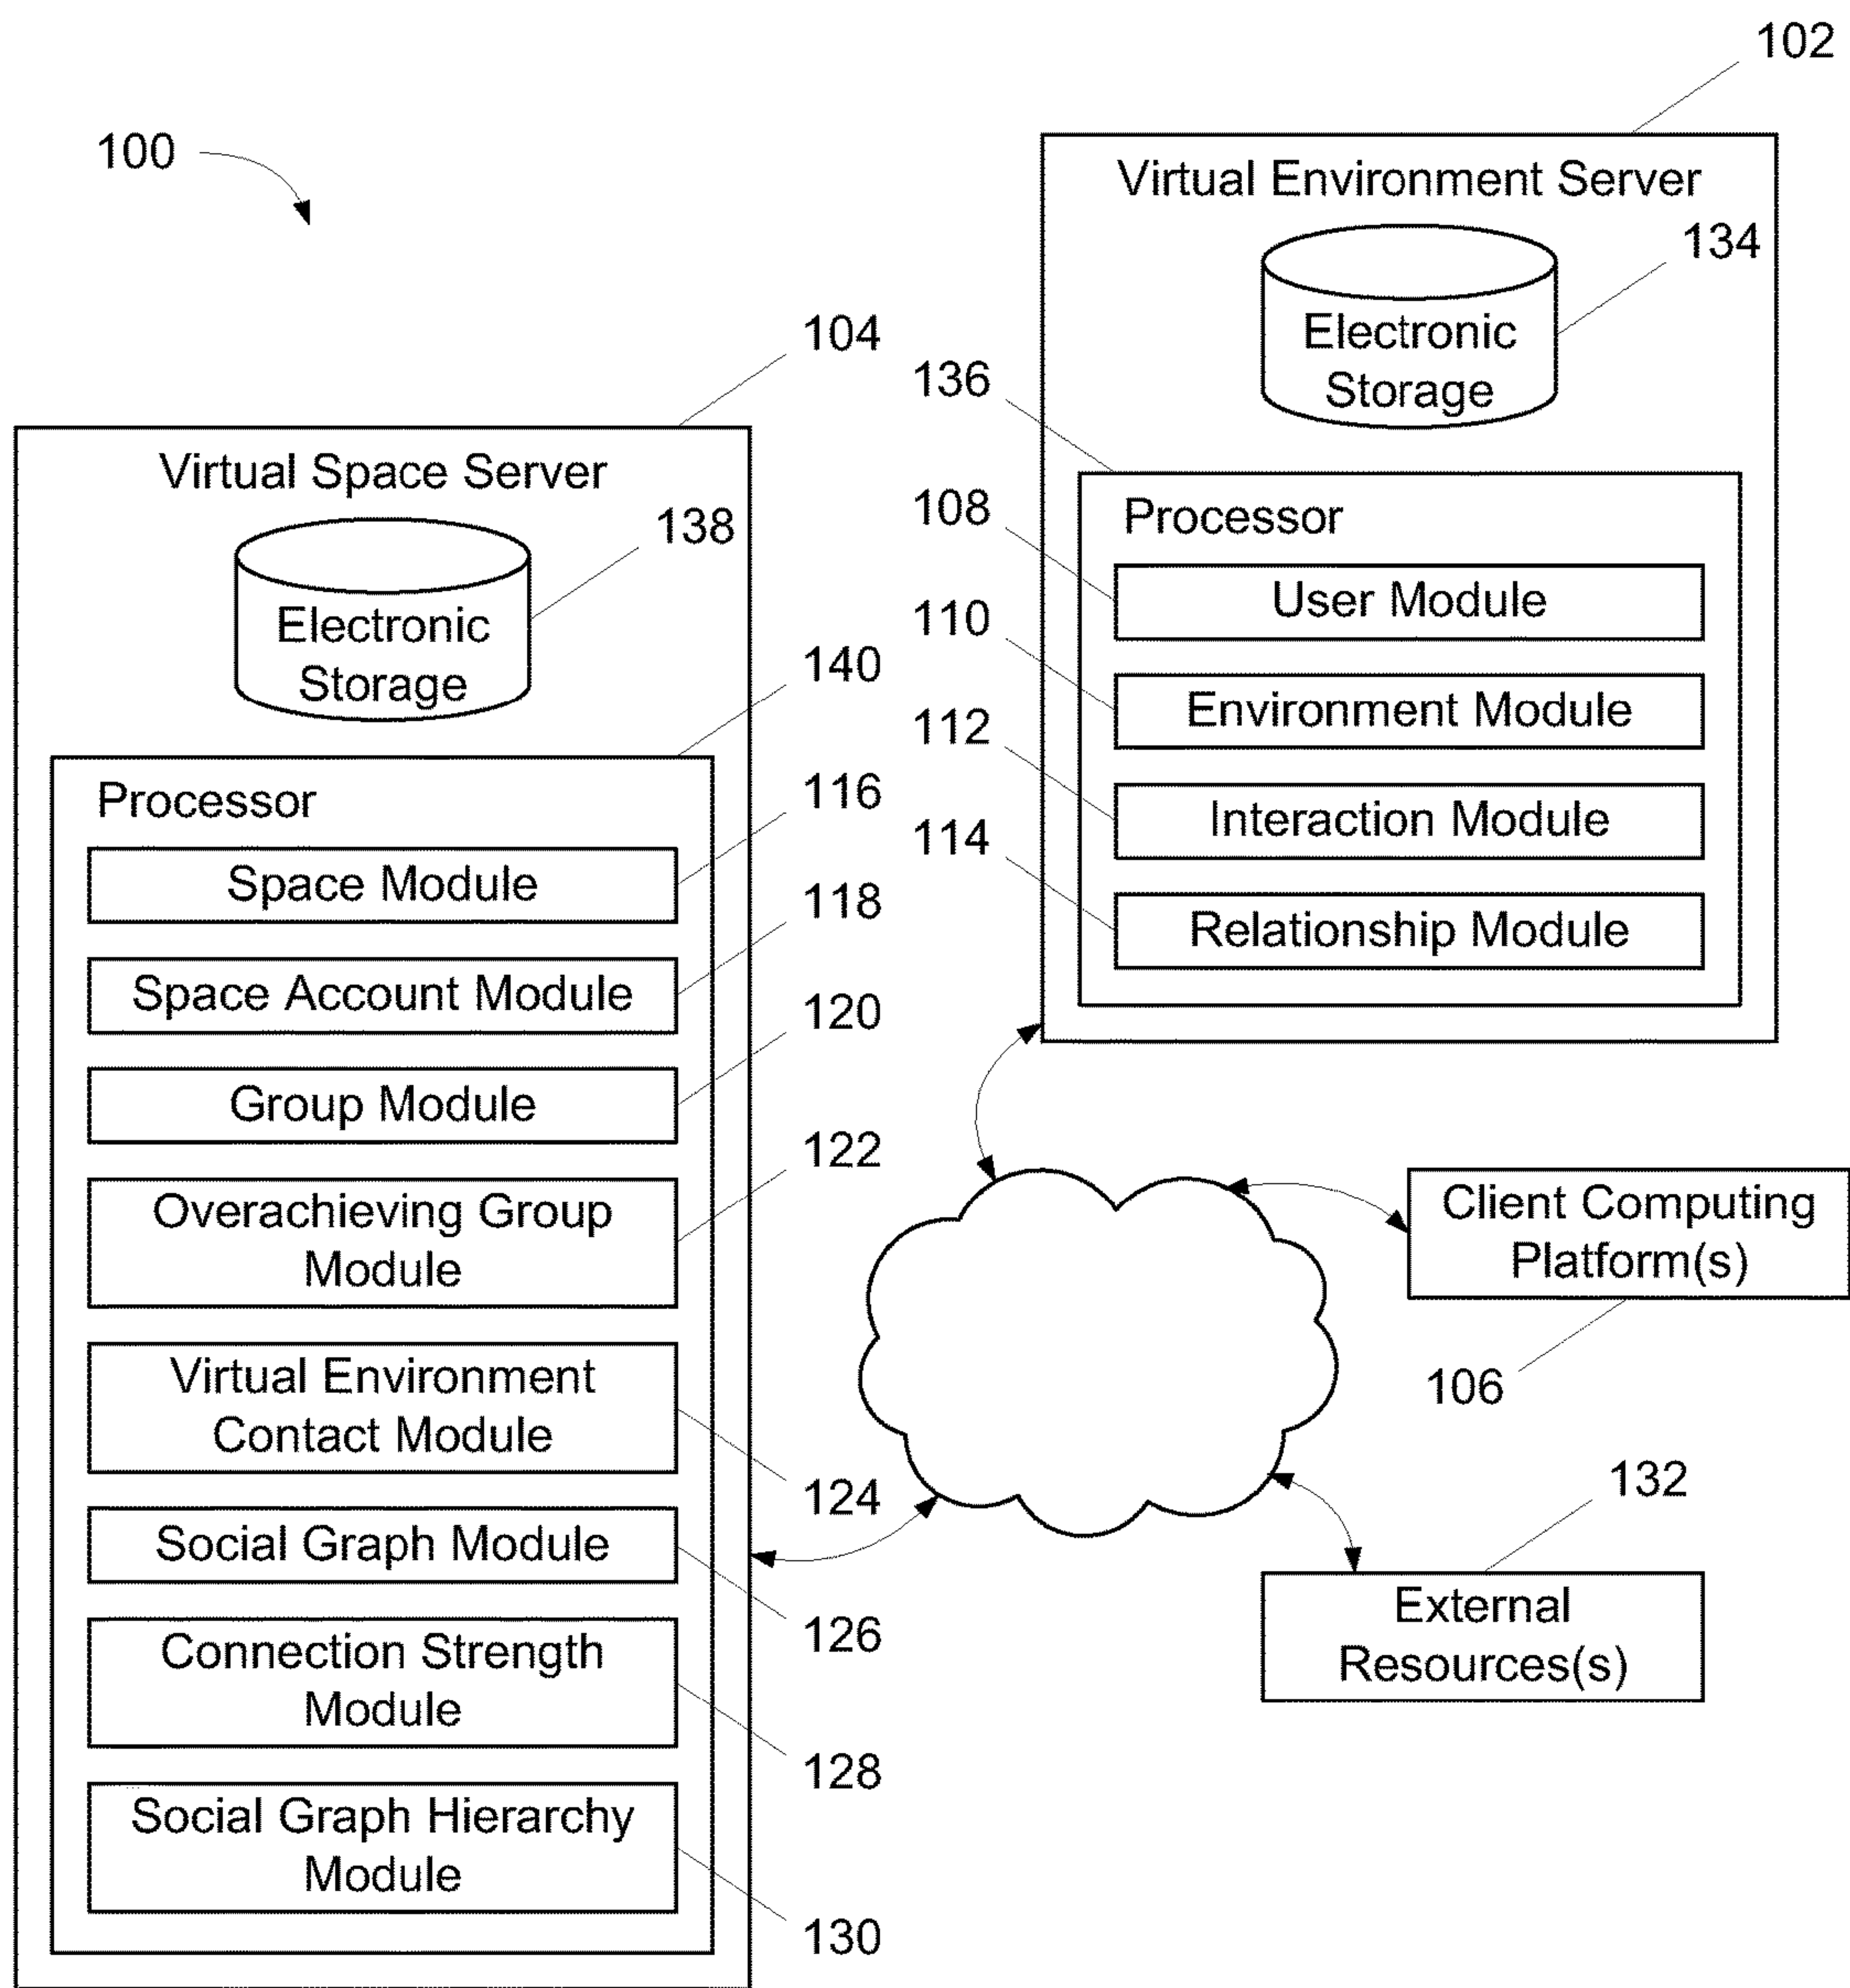 102
100
Virtual Environment Server
134
Electronic
Storage
104
136
Virtual Space Server
138
Electronic
Storage
108
Processor
User Module
110
Environment Module
140
112
Interaction Module
114
Relationship Module
Processor
116
Space Module
118
Space Account Module
120
Group Module
122
Overachieving Group
Module
Client Computing
Platform(s)
106
Virtual Environment
Contact Module
124
132
Social Graph Module
126
External
Resources(s)
Connection Strength
Module
128
Social Graph Hierarchy
Module
130